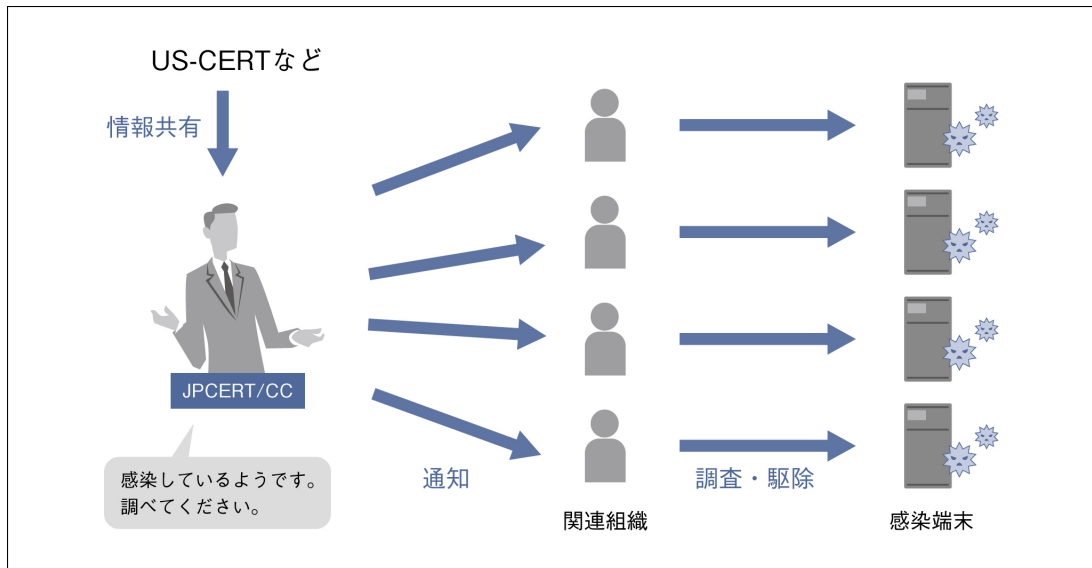 US-CERTなど
情報共有
JPCERT/CC
感染しているようです。
調べてください。
通知
調査・駆除
関連組織
感染端末